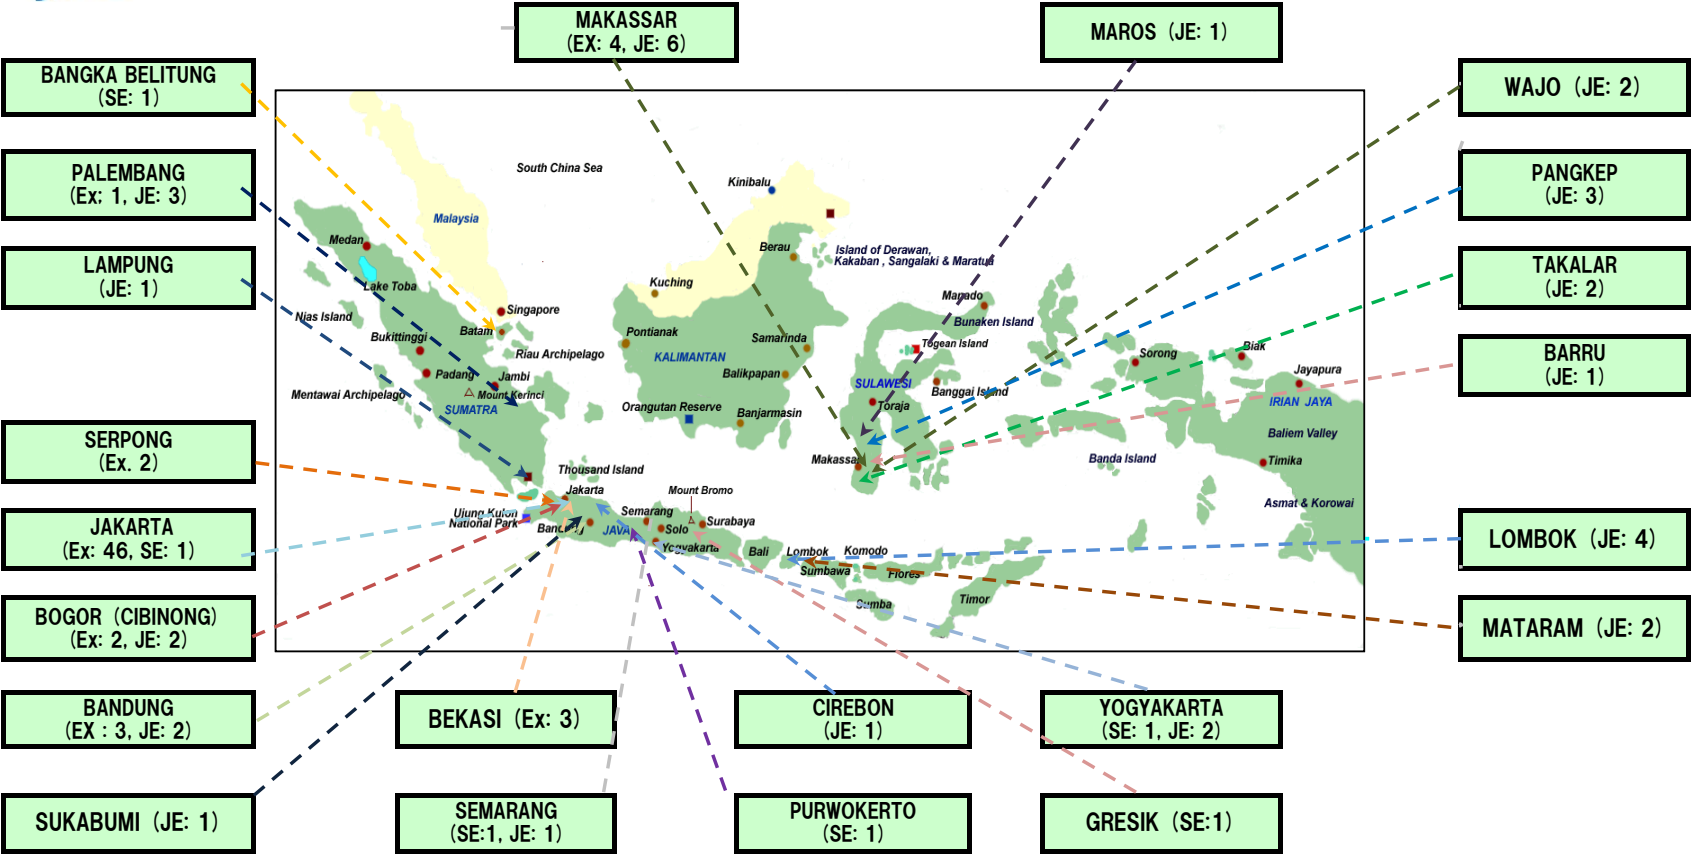 MAKASSAR
(EX: 4, JE: 6)
MAROS (JE: 1)
BANGKA BELITUNG
(SE: 1)
WAJO (JE: 2)
PALEMBANG
(Ex: 1, JE: 3)
PANGKEP
(JE: 3)
LAMPUNG
(JE: 1)
TAKALAR
(JE: 2)
SERPONG
(Ex. 2)
BARRU
(JE: 1)
JAKARTA
(Ex: 46, SE: 1)
LOMBOK (JE: 4)
BOGOR (CIBINONG)
(Ex: 2, JE: 2)
MATARAM (JE: 2)
BANDUNG
(EX : 3, JE: 2)
BEKASI (Ex: 3)
CIREBON
(JE: 1)
YOGYAKARTA
(SE: 1, JE: 2)
SUKABUMI (JE: 1)
SEMARANG
(SE:1, JE: 1)
PURWOKERTO
(SE: 1)
GRESIK (SE:1)
South China Sea
Kinibalu
Malaysia
Medan
Berau
Island of Derawan,
Kakaban , Sangalaki & Maratua
Lake Toba
Kuching
Manado
Nias Island
Singapore
Bunaken Island
Batam
Bukittinggi
Pontianak
Samarinda
Togean Island
Riau Archipelago
KALIMANTAN
Sorong
Biak
Padang
Jambi
Balikpapan
SULAWESI
Jayapura
Mentawai Archipelago
Mount Kerinci
Banggai Island
SUMATRA
Orangutan Reserve
Banjarmasin
Toraja
IRIAN JAYA
Baliem Valley
Thousand Island
Makassar
Banda Island
Timika
Jakarta
Mount Bromo
Asmat & Korowai
Ujung Kulon
National Park
Semarang
Surabaya
JAVA
Solo
Yogyakarta
Bali
Lombok
Komodo
Sumbawa
Flores
Sumba
Timor